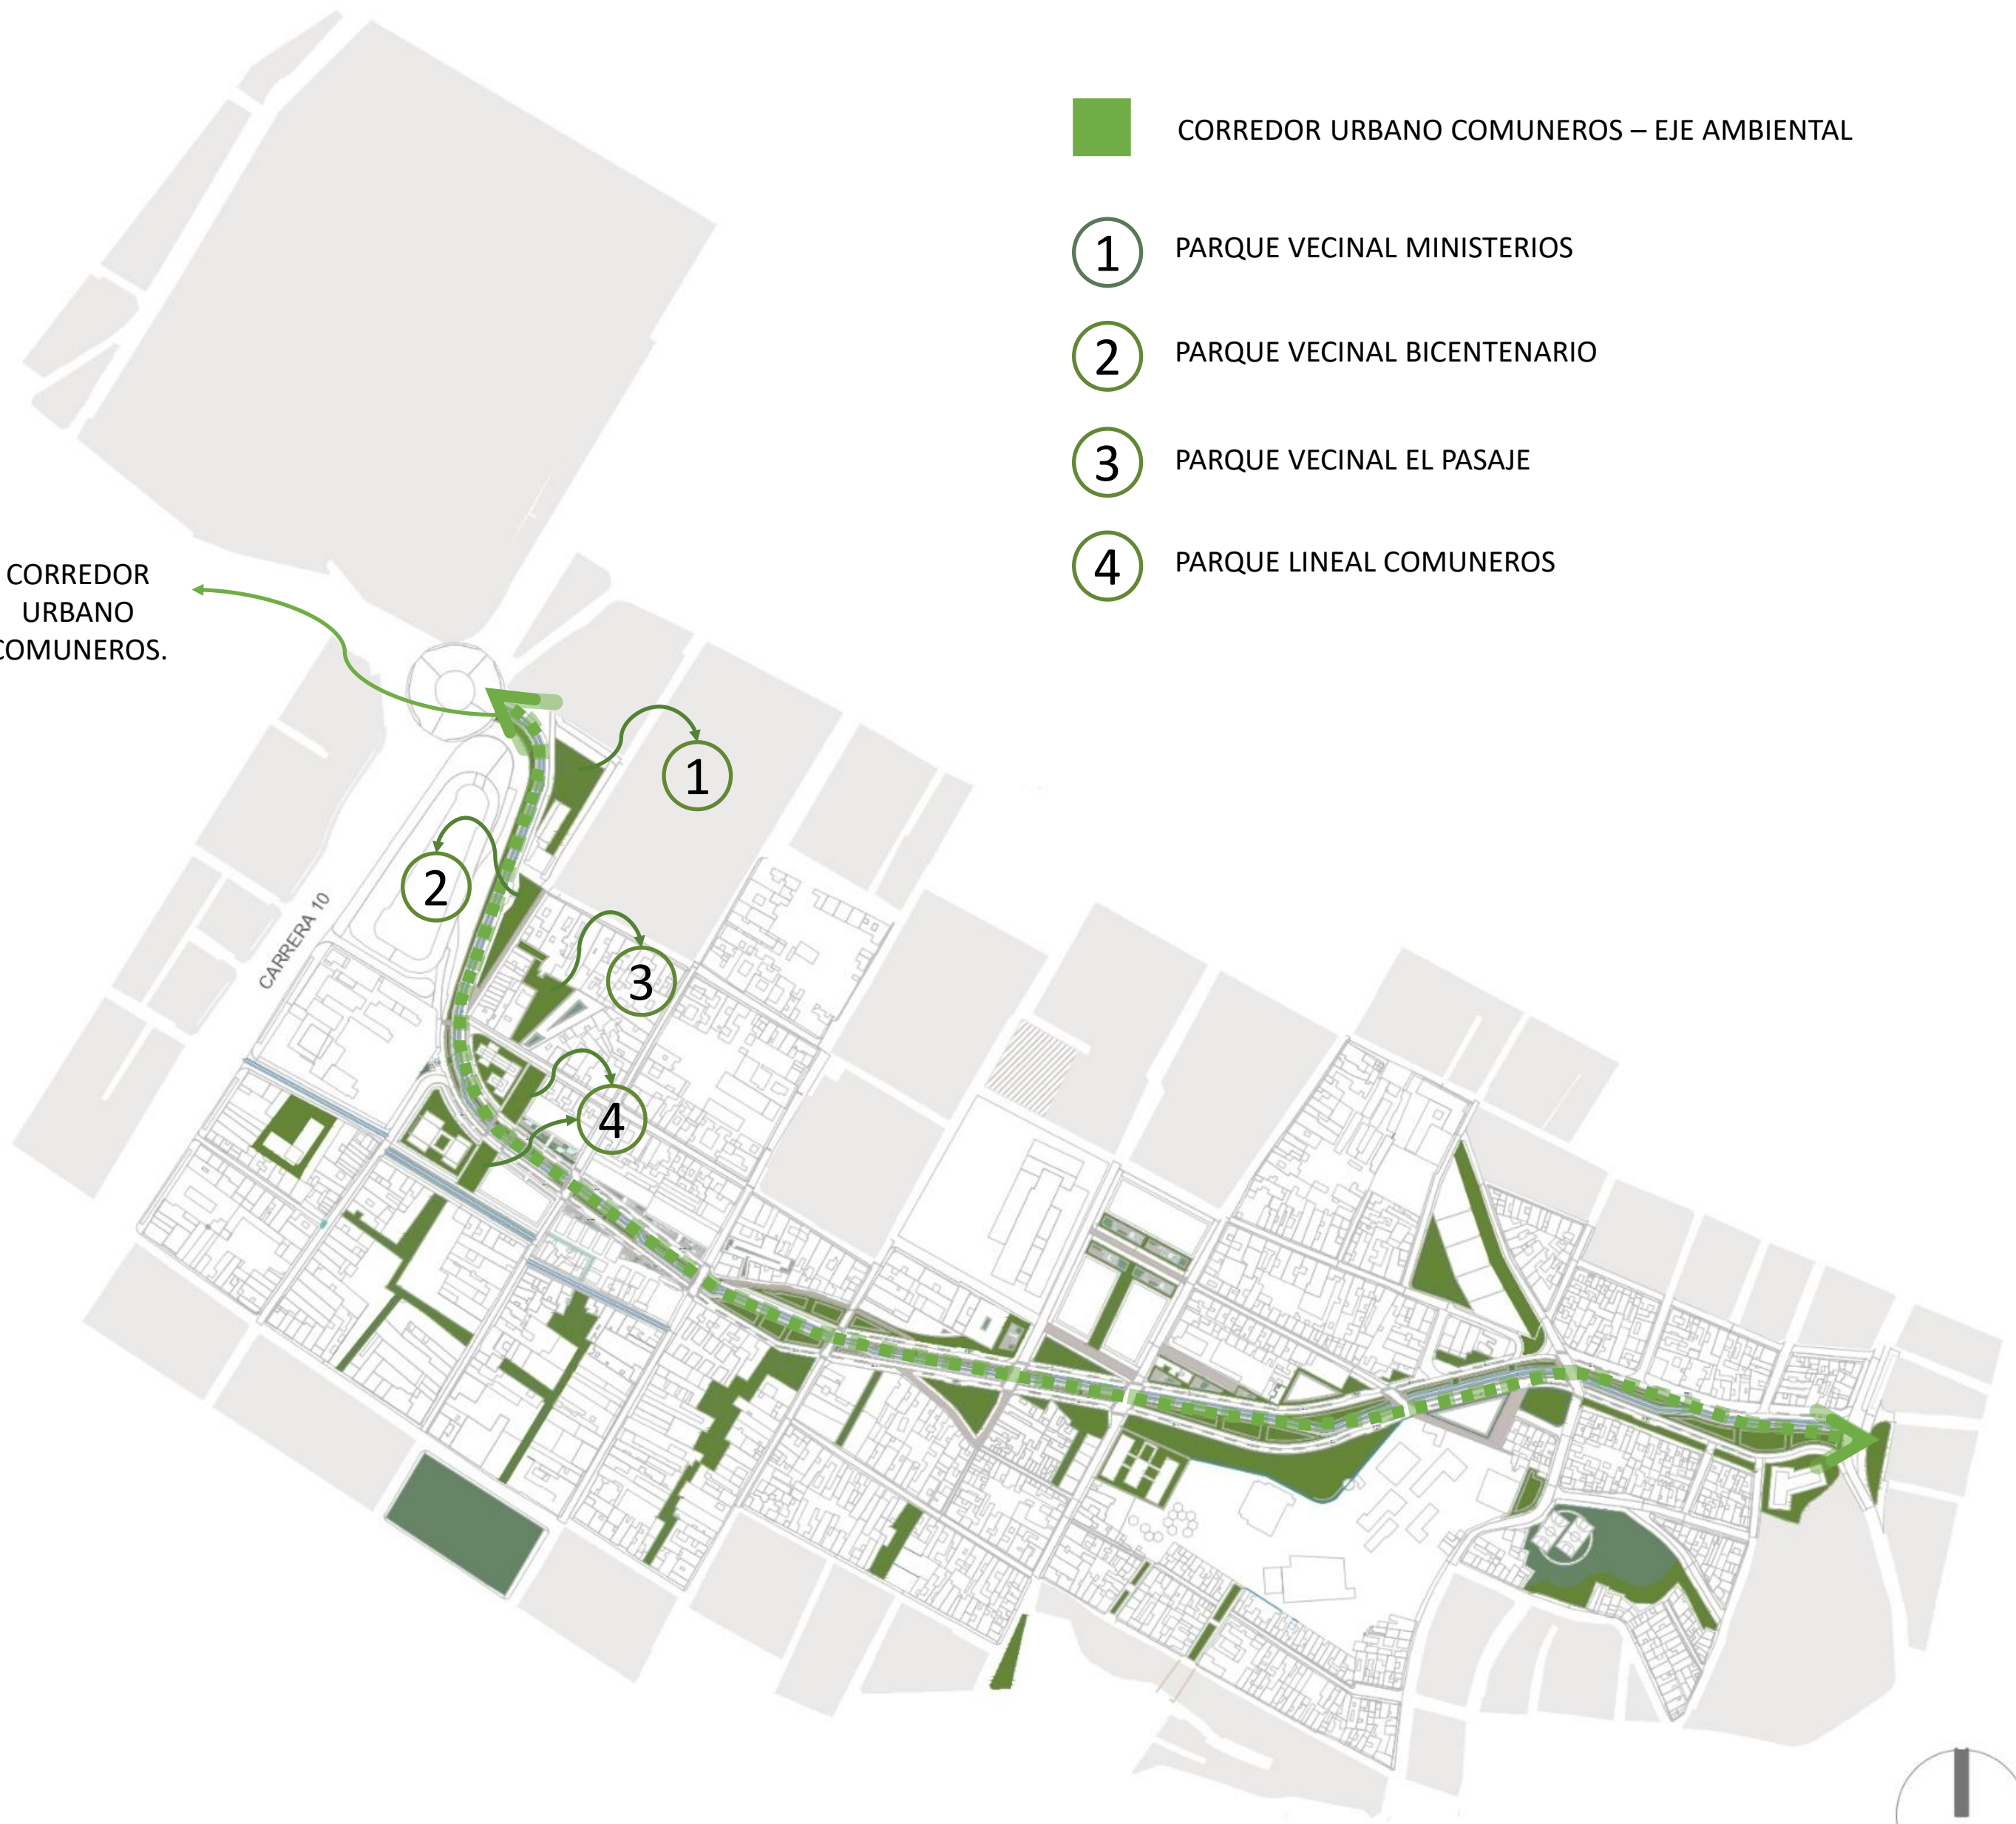 CORREDOR URBANO COMUNEROS – EJE AMBIENTAL
1 PARQUE VECINAL MINISTERIOS
2 PARQUE VECINAL BICENTENARIO
3 PARQUE VECINAL EL PASAJE
4 PARQUE LINEAL COMUNEROS
CORREDOR
URBANO
COMUNEROS.
1
2
CARRERA 10
3
4